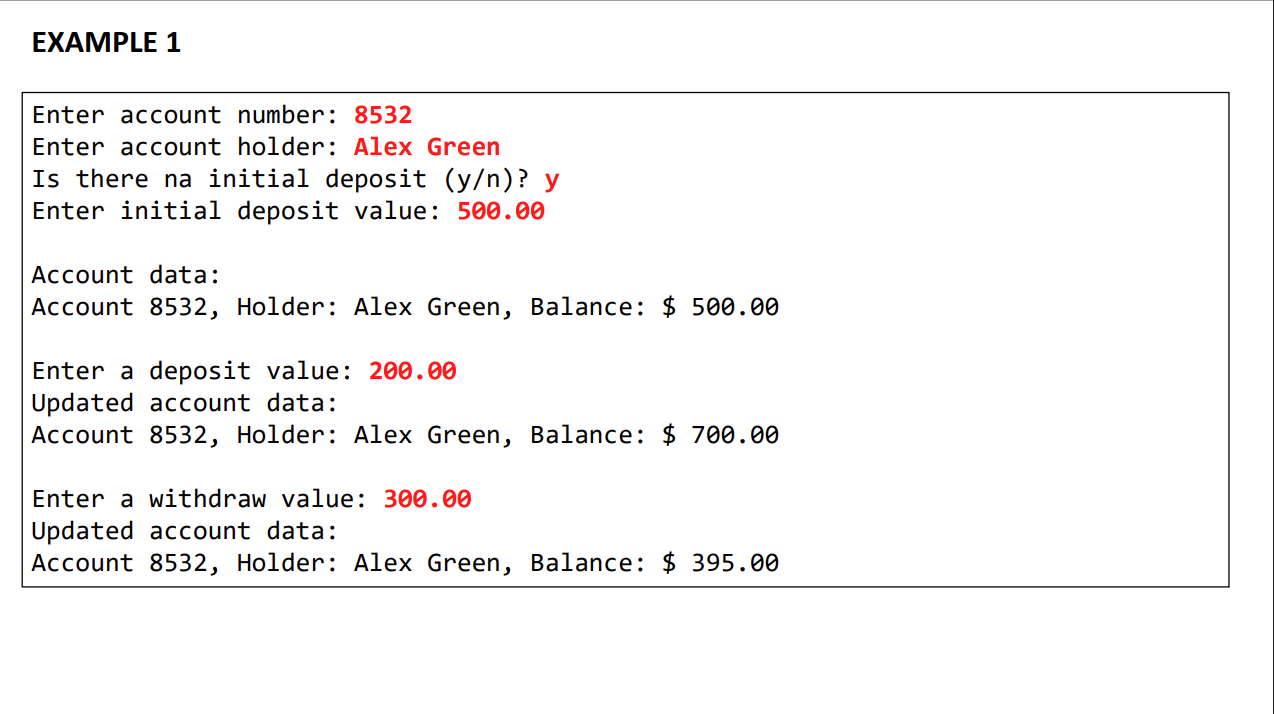 EXAMPLE 1
Enter account number: 8532
Enter account holder: Alex Green
Is there na initial deposit (y/n)? y
Enter initial deposit value: 500.00
Account data:
Account 8532, Holder: Alex Green, Balance: $ 500.00
Enter a deposit value: 200.00
Updated account data:
Account 8532, Holder: Alex Green, Balance: $ 700.00
Enter a withdraw value: 300.00
Updated account data:
Account 8532, Holder: Alex Green, Balance: $ 395.00